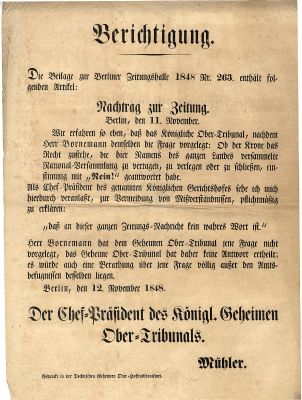 Berichtigung.
Die Beilage zur Berliner Zeitungshalle 1848 Nr. 263. enthält fol-
genden Artikel:
Nachtrag zur Zeitung.
Berlin, den 11. November.
Wir erfahren so eben, daß das Königliche Ober-Tribunal, nachdem
Herr Bornemann demselben die Frage vorgelegt: Ob der Krone das
Recht zustehe, die hier Namens des ganzen Landes versammelte
National-Versammlung zu vertagen, zu verlegen oder zu schließen, ein-
stimmig mit „Nein!" geantwortet habe.
Als Chef-Präsident des genannten Königlichen Gerichtshofes sehe ich mich
hierdurch veranlaßt, zur Vermeidung von Mißverständnissen, pflichtmäßig
zu erklären:
„daß an dieser ganzen Zeitungs-Nachricht kein wahres Wort ist."
Herr Bornemann hat dem Geheimen Ober-Tribunal jene Frage nicht
vorgelegt, das Geheime Ober-Tribunal hat daher keine Antwort ertheilt;
es würde auch eine Berathung über jene Frage völlig außer den Amts-
befugnissen desselben liegen.
Berlin, den 12. November 1848.
Der Chef-Präsident des Königl. Geheimen
Ober-Tribunals.
Mühler.
Gedruckt in der Deckerschen Geheimen Ober-Hofbuchdruckerei.